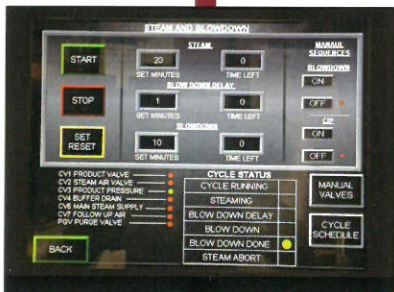 STEAM AND BLOWDOWN
START
STOP
SET RESET
STEAM
20 0
SET MINUTES TIME LEFT
BLOW DOWN DELAY
1 0
SET MINUTES TIME LEFT
BLOWDOWN
10 0
SET MINUTES TIME LEFT
MANAUL SEQUENCES
BLOWDOWN
ON
OFF
CIP
ON
OFF
CV1 PRODUCT VALVE
CV2 STEAM AIR VALVE
CV3 PRODUCT PRESSURE
CV4 BUFFER DRAIN
CV6 MAIN STEAM SUPPLY
CV7 FOLLOW UP AIR
PGV PURGE VALVE
BACK
CYCLE STATUS
CYCLE RUNNING
STEAMING
BLOW DOWN DELAY
BLOW DOWN
BLOW DOWN DONE
STEAM ABORT
MANUAL VALVES
CYCLE SCHEDULE